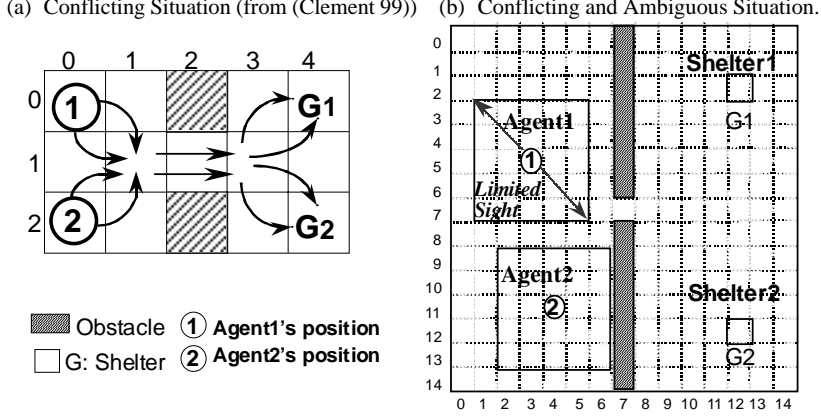 (a) Conflicting Situation (from (Clement 99))
0 1 2 3 4
0
1
2
1
2
G1
G2
Obstacle
1 Agent1's position
G: Shelter
2 Agent2's position
(b) Conflicting and Ambiguous Situation.
0
1
2
3
4
5
6
7
8
9
10
11
12
13
14
Shelter1
G1
Agent1
1
Limited
Sight
Agent2
2
Shelter2
G2
0 1 2 3 4 5 6 7 8 9 10 11 12 13 14